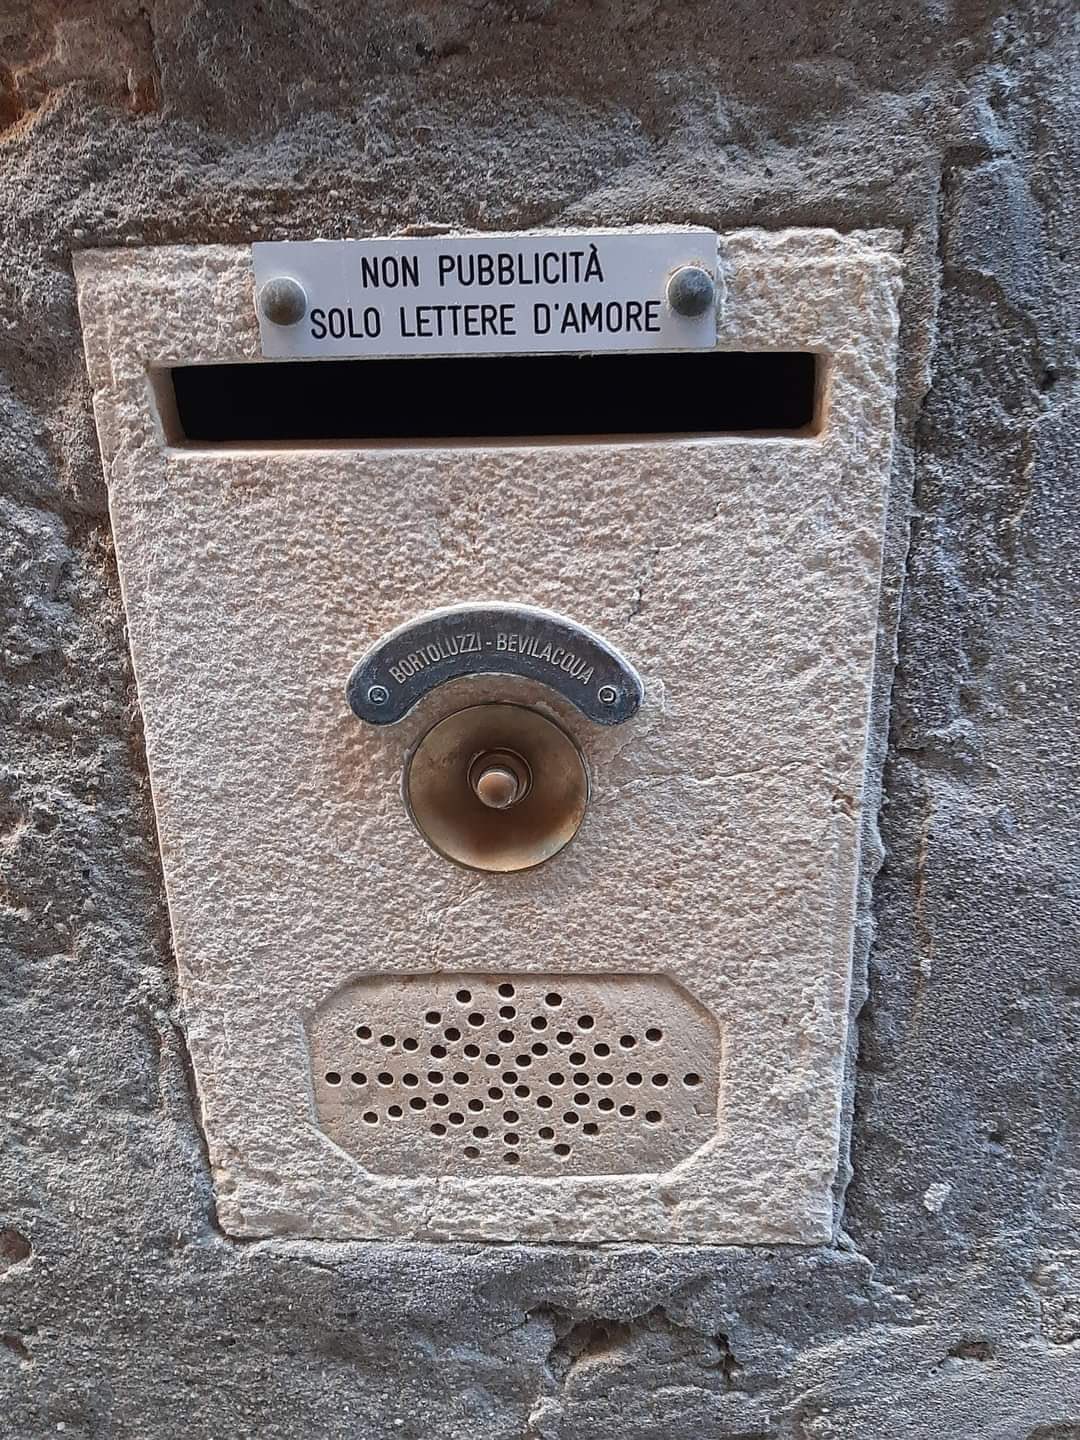 NON PUBBLICITÀ
SOLO LETTERE D'AMORE
BORTOLUZZI - BEVILACQUA